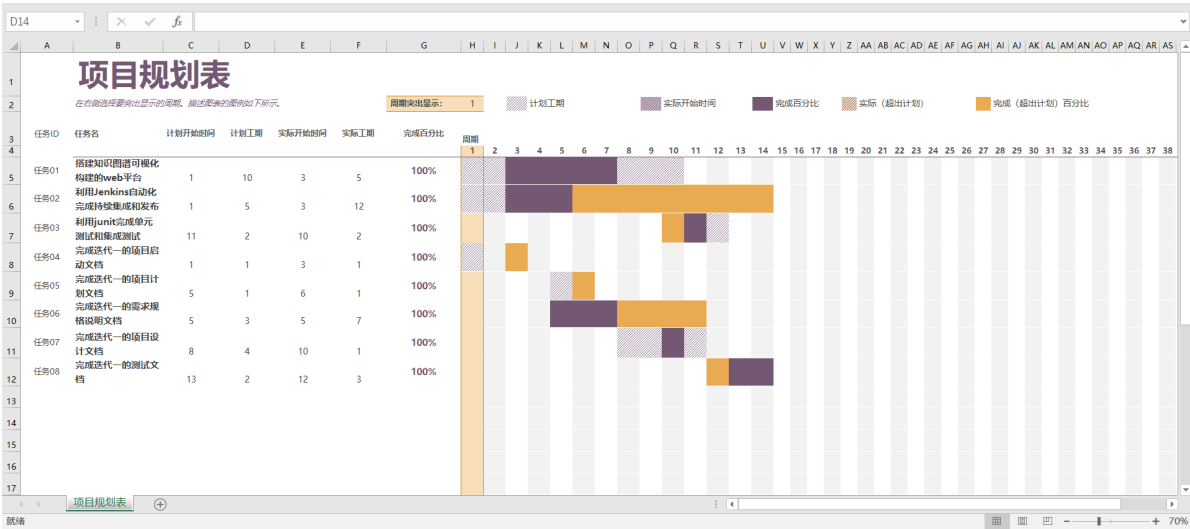 D14 fx
A B C D E F G H I J K L M N O P Q R S T U V W X Y Z AA AB AC AD AE AF AG AH AI AJ AK AL AM AN AO AP AQ AR AS
1 项目规划表
2 在右侧选择要突出显示的周期。描述图表的图例如下所示。 周期突出显示: 1 计划工期 实际开始时间 完成百分比 实际（超出计划） 完成（超出计划）百分比
3 任务ID 任务名 计划开始时间 计划工期 实际开始时间 实际工期 完成百分比 周期
4 1 2 3 4 5 6 7 8 9 10 11 12 13 14 15 16 17 18 19 20 21 22 23 24 25 26 27 28 29 30 31 32 33 34 35 36 37 38
任务01 搭建知识图谱可视化 100%
5 构建的web平台 1 10 3 5
任务02 利用Jenkins自动化 100%
6 完成持续集成和发布 1 5 3 12
任务03 利用junit完成单元 100%
7 测试和集成测试 11 2 10 2
任务04 完成迭代一的项目启 100%
8 动文档 1 1 3 1
任务05 完成迭代一的项目计 100%
9 划文档 5 1 6 1
任务06 完成迭代一的需求规 100%
10 格说明文档 5 3 5 7
任务07 完成迭代一的项目设 100%
11 计文档 8 4 10 1
任务08 完成迭代一的测试文 100%
12 档 13 2 12 3
13
14
15
16
17
项目规划表
就绪 70%